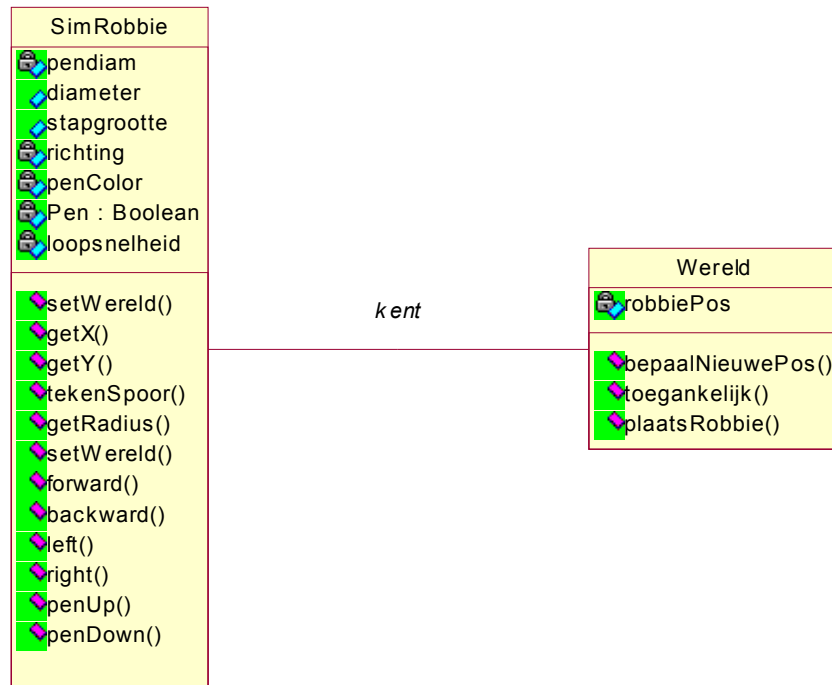 SimRobbie
pendiam
diameter
stapgrootte
richting
penColor
Pen : Boolean
loopsnelheid
setWereld()
getX()
getY()
tekenSpoor()
getRadius()
setWereld()
forward()
backward()
left()
right()
penUp()
penDown()
kent
Wereld
robbiePos
bepaalNieuwePos()
toegankelijk()
plaatsRobbie()